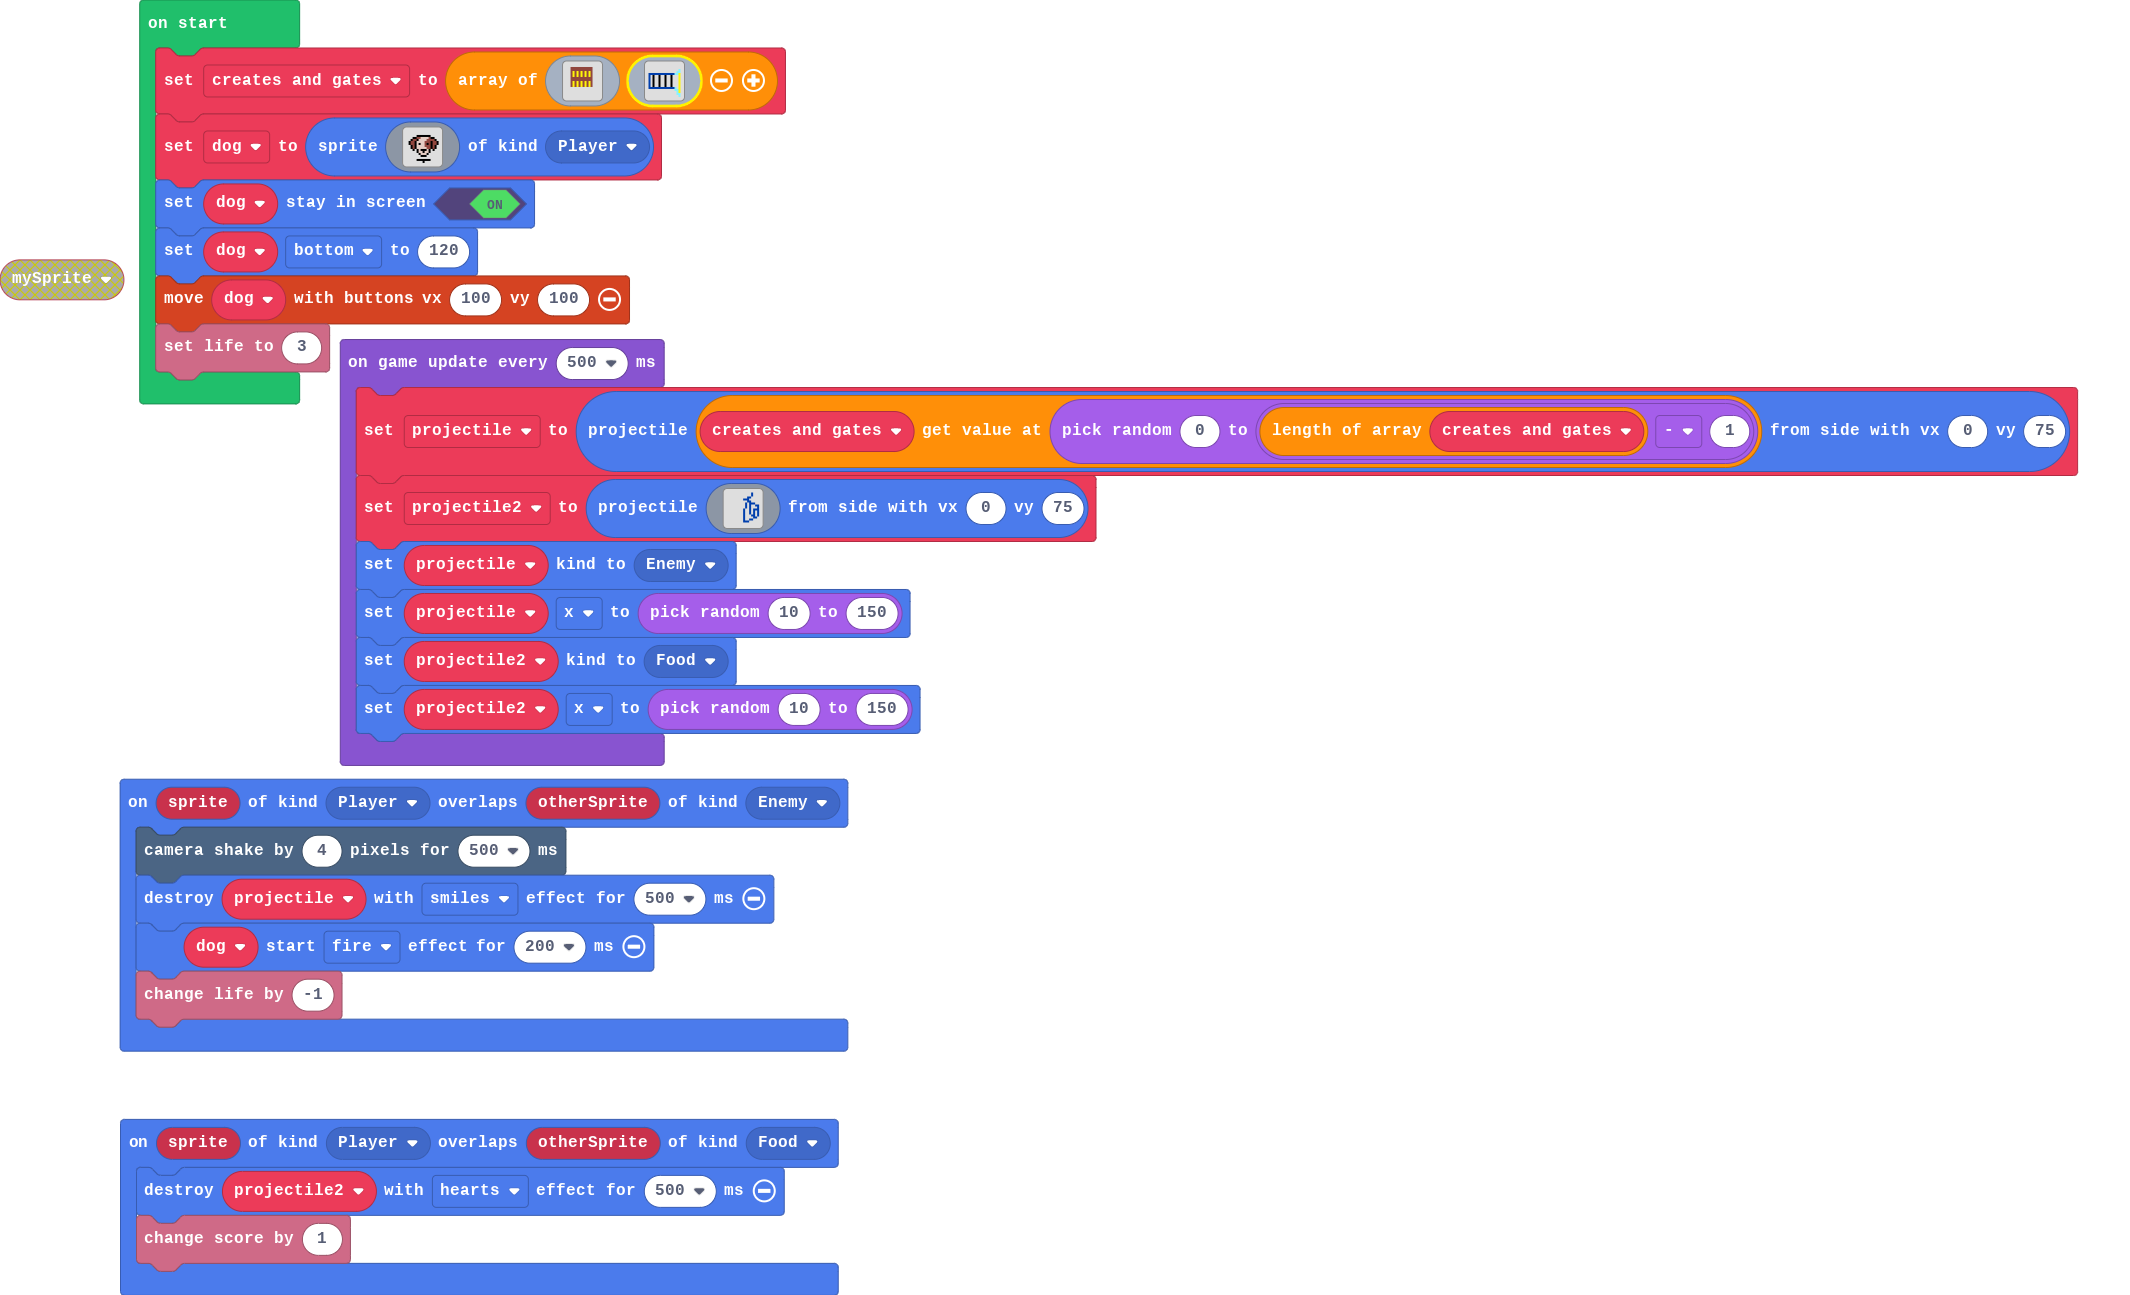 on start
set creates and gates to array of
set dog to sprite of kind Player
set dog stay in screen ON
set dog bottom to 120
mySprite
move dog with buttons vx 100 vy 100
set life to 3
on game update every 500 ms
set projectile to projectile creates and gates get value at pick random 0 to length of array creates and gates - 1 from side with vx 0 vy 75
set projectile2 to projectile from side with vx 0 vy 75
set projectile kind to Enemy
set projectile x to pick random 10 to 150
set projectile2 kind to Food
set projectile2 x to pick random 10 to 150
on sprite of kind Player overlaps otherSprite of kind Enemy
camera shake by 4 pixels for 500 ms
destroy projectile with smiles effect for 500 ms
dog start fire effect for 200 ms
change life by -1
on sprite of kind Player overlaps otherSprite of kind Food
destroy projectile2 with hearts effect for 500 ms
change score by 1